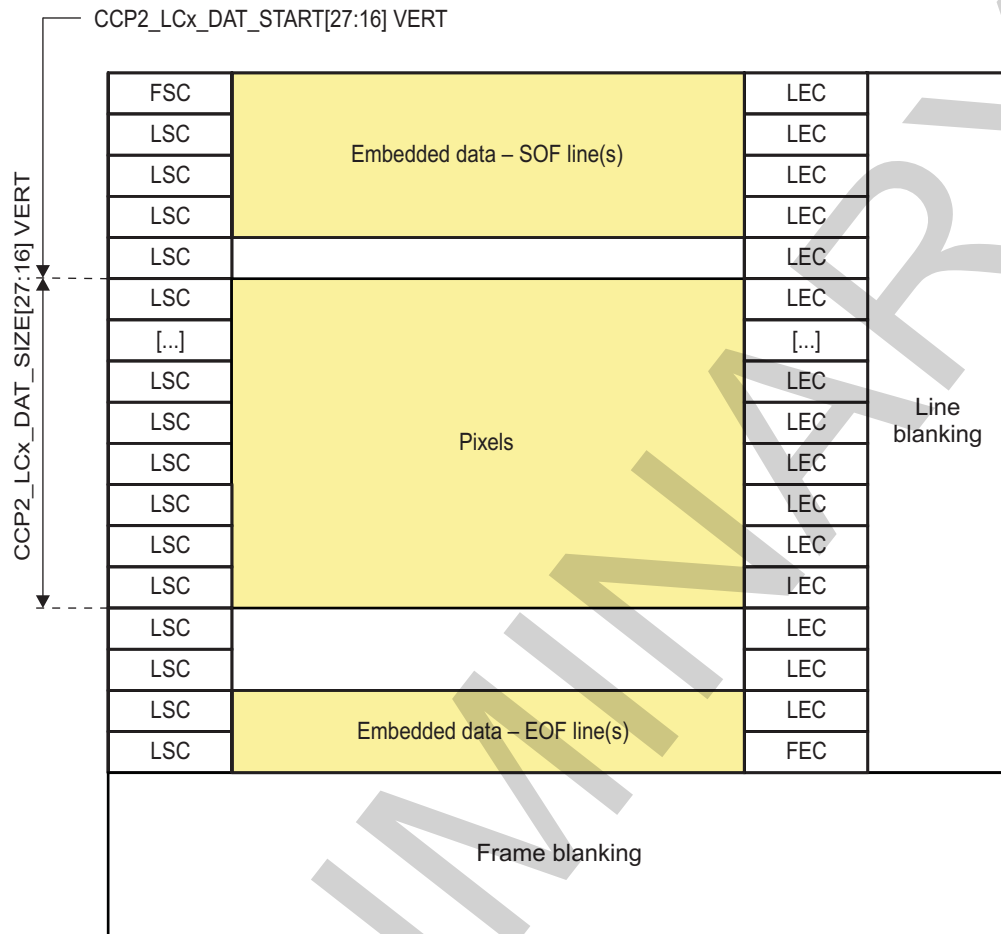 CCP2_LCx_DAT_START[27:16] VERT
CCP2_LCx_DAT_SIZE[27:16] VERT
FSC
LEC
LSC
LEC
Embedded data – SOF line(s)
LSC
LEC
LSC
LEC
LSC
LEC
LSC
LEC
[...]
[...]
LSC
LEC
Line
blanking
LSC
LEC
Pixels
LSC
LEC
LSC
LEC
LSC
LEC
LSC
LEC
LSC
LEC
LSC
LEC
LSC
LEC
Embedded data – EOF line(s)
LSC
FEC
Frame blanking